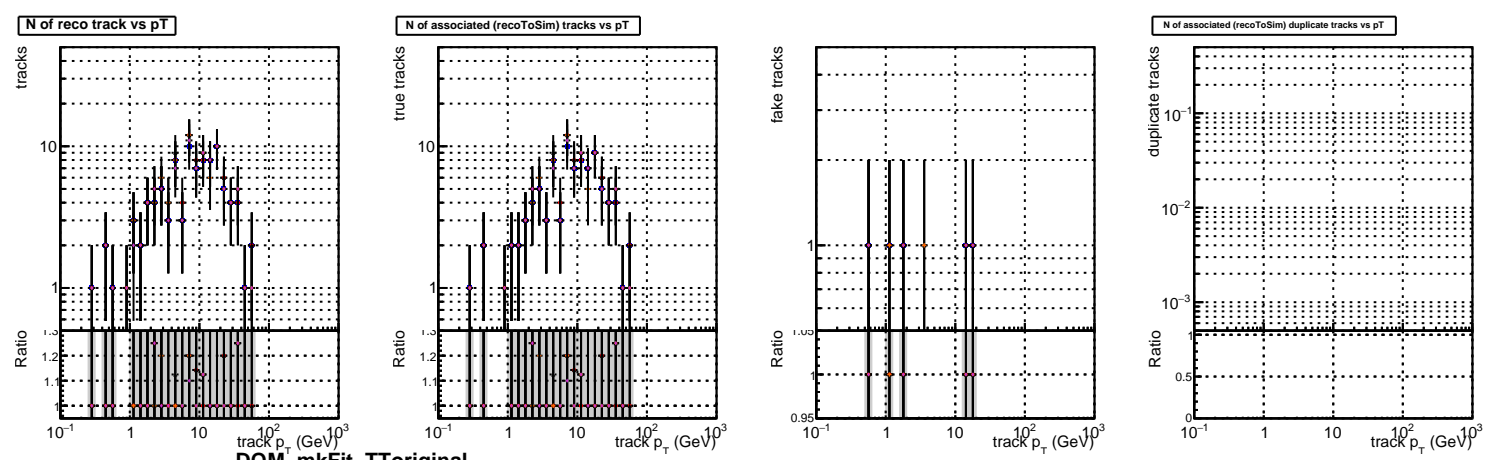 N of reco track vs pT
tracks
10
1
Ratio
1.3
1.2
1.1
1
10⁻¹ 1 10 10² 10³
track p_T (GeV)
N of associated (recoToSim) tracks vs pT
true tracks
10
1
Ratio
1.3
1.2
1.1
1
10⁻¹ 1 10 10² 10³
track p_T (GeV)
fake tracks
1
Ratio
1.05
1
0.95
10⁻¹ 1 10 10² 10³
track p_T (GeV)
N of associated (recoToSim) duplicate tracks vs pT
duplicate tracks
10⁻¹
10⁻²
10⁻³
Ratio
1
0.5
0
10⁻¹ 1 10 10² 10³
track p_T (GeV)
DQM, mkFit, TToriginal